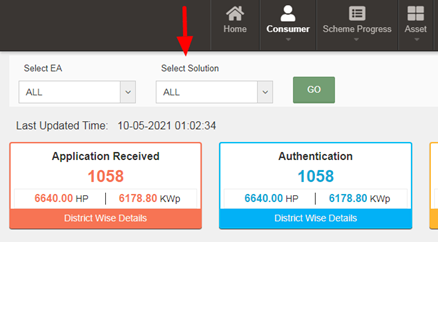 Home Consumer Scheme Progress Asset
Select EA Select Solution
ALL ALL GO
Last Updated Time: 10-05-2021 01:02:34
Application Received Authentication
1058 1058
6640.00 HP | 6178.80 KWp 6640.00 HP | 6178.80 KWp
District Wise Details District Wise Details